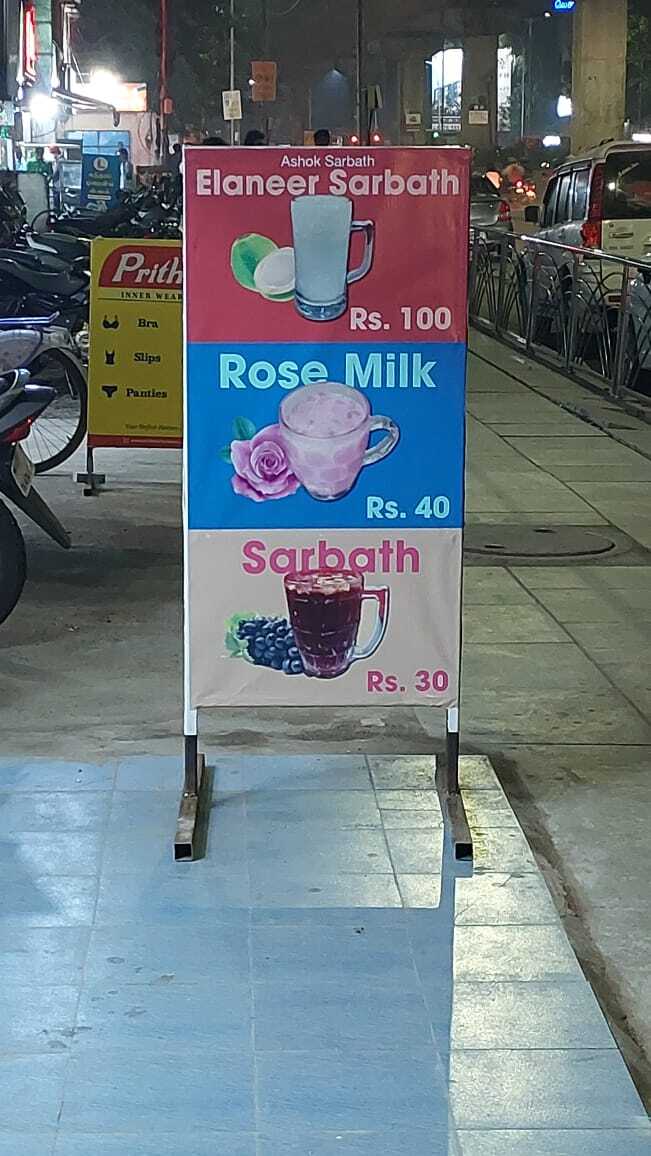 Ashok Sarbath
Elaneer Sarbath
Rs. 100
Rose Milk
Rs. 40
Sarbath
Rs. 30
Prith
INNER WEAR
Bra
Slips
Panties